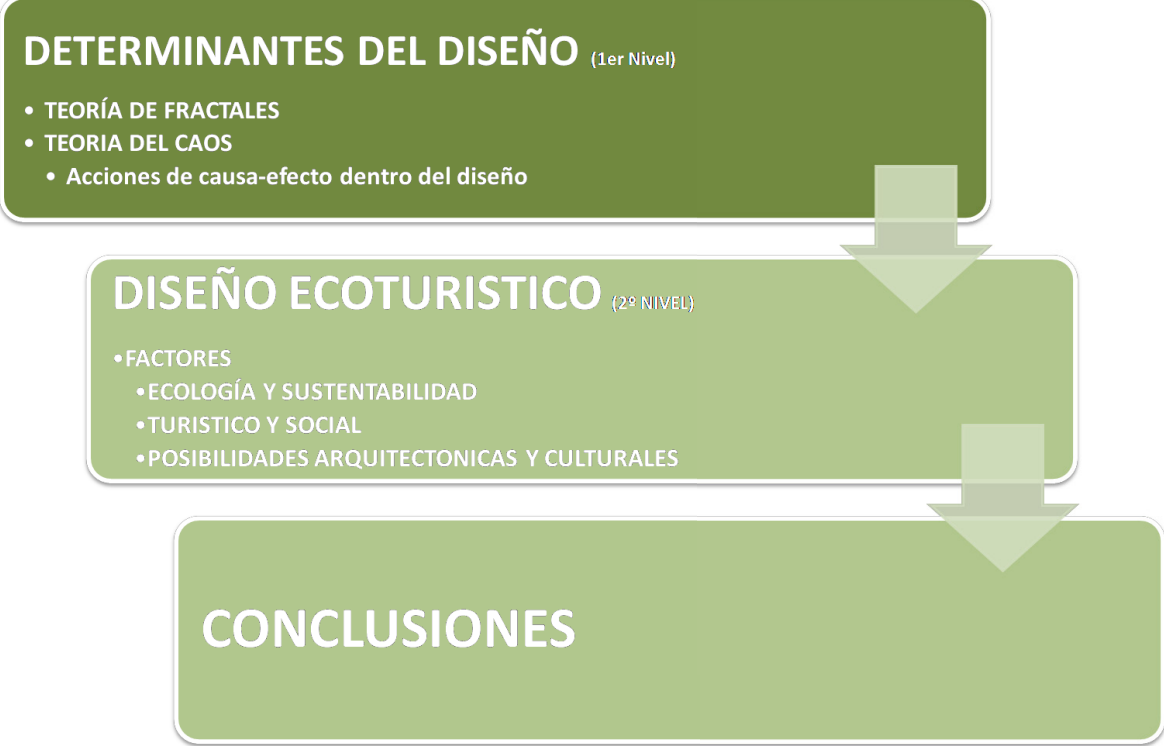 DETERMINANTES DEL DISEÑO (1er Nivel)
• TEORÍA DE FRACTALES
• TEORIA DEL CAOS
• Acciones de causa-efecto dentro del diseño
DISEÑO ECOTURISTICO (2º NIVEL)
•FACTORES
•ECOLOGÍA Y SUSTENTABILIDAD
•TURISTICO Y SOCIAL
•POSIBILIDADES ARQUITECTONICAS Y CULTURALES
CONCLUSIONES